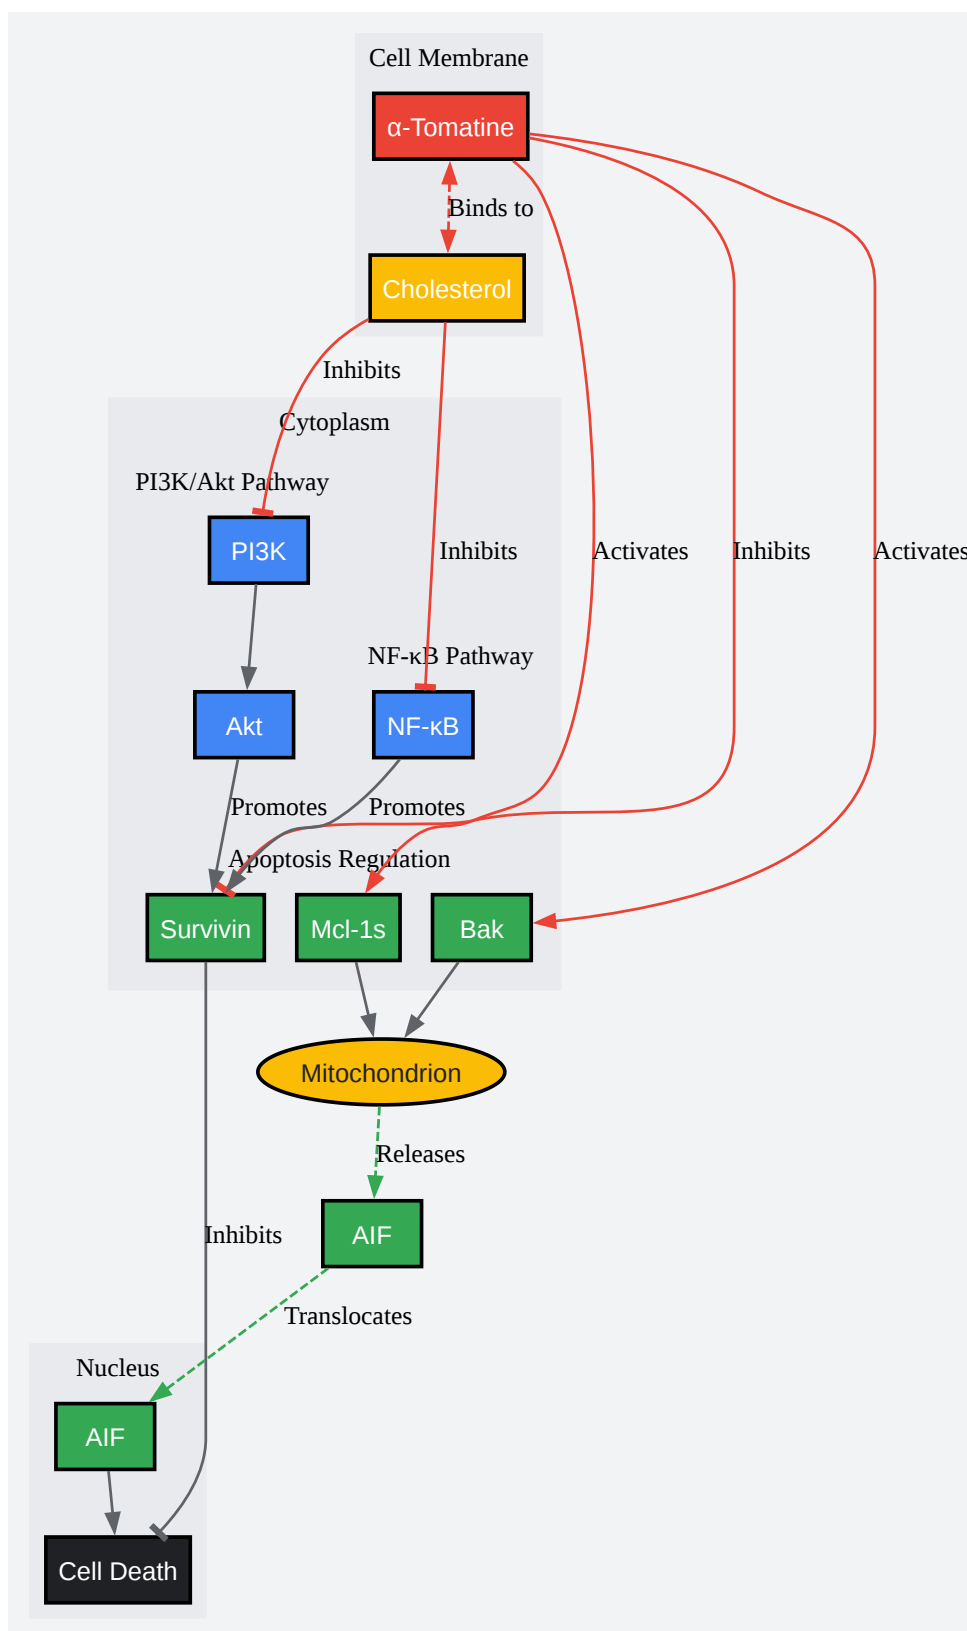 Cell Membrane
α-Tomatine
Binds to
Cholesterol
Inhibits
Cytoplasm
PI3K/Akt Pathway
PI3K
Inhibits
Activates
Inhibits
Activates
NF-κB Pathway
Akt
NF-κB
Promotes
Promotes
Apoptosis Regulation
Survivin
Mcl-1s
Bak
Mitochondrion
Releases
AIF
Inhibits
Translocates
Nucleus
AIF
Cell Death